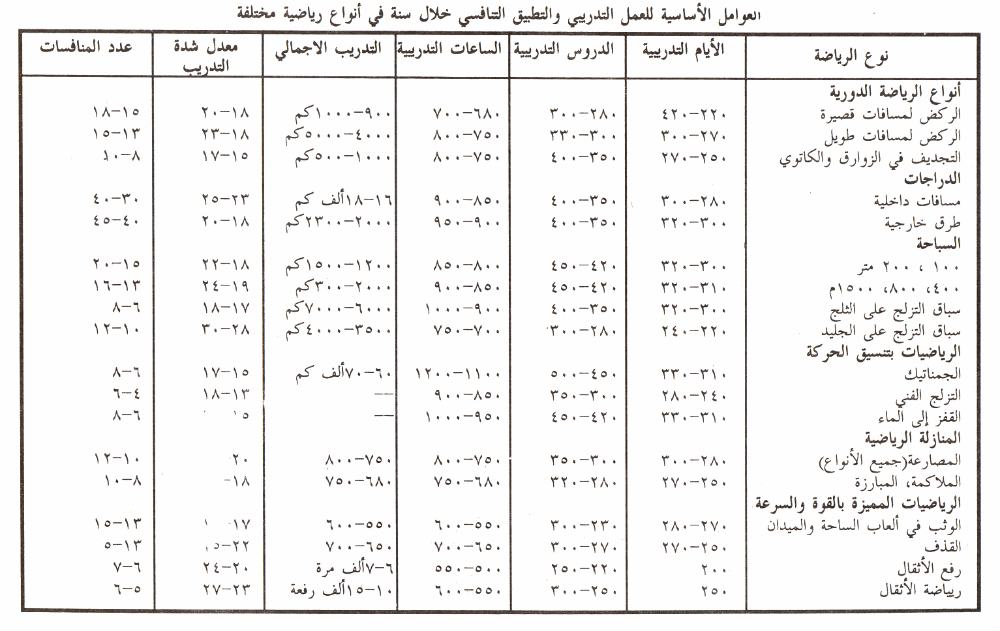 العوامل الأساسية للعمل التدريبي والتطبيق التنافسي خلال سنة في أنواع رياضية مختلفة
نوع الرياضة الأيام التدريبية الدروس التدريبية الساعات التدريبية التدريب الاجمالي معدل شدة التدريب عدد المنافسات
أنواع الرياضة الدورية
الركض لمسافات قصيرة ٢٢٠-٤٢٠ ٢٨٠-٣٠٠ ٦٨٠-٧٠٠ ٩٠٠-١٠٠٠كم ١٨-٢٠ ١٥-١٨
الركض لمسافات طويل ٢٧٠-٣٠٠ ٣٠٠-٣٣٠ ٧٥٠-٨٠٠ ٤٠٠٠-٥٠٠٠كم ١٨-٢٣ ١٣-١٥
التجديف في الزوارق والكاتوي ٢٥٠-٢٧٠ ٣٥٠-٤٠٠ ٧٥٠-٨٠٠ ١٠٠٠-٥٠٠كم ١٥-١٧ ٨-١٠
الدراجات
مسافات داخلية ٢٨٠-٣٠٠ ٣٥٠-٤٠٠ ٨٥٠-٩٠٠ ١٦-١٨ألف كم ٢٣-٢٥ ٣٠-٤٠
طرق خارجية ٣٠٠-٣٢٠ ٣٥٠-٤٠٠ ٩٠٠-٩٥٠ ٢٠٠٠-٢٣٠٠كم ١٨-٢٠ ٤٠-٤٥
السباحة
١٠٠ ، ٢٠٠ متر ٣٠٠-٣٢٠ ٤٢٠-٤٥٠ ٨٠٠-٨٥٠ ١٢٠٠-١٥٠٠كم ١٨-٢٢ ١٥-٢٠
٤٠٠، ٨٠٠، ١٥٠٠م ٣١٠-٣٢٠ ٤٢٠-٤٥٠ ٨٥٠-٩٠٠ ٢٠٠٠-٣٠٠كم ١٩-٢٤ ١٣-١٦
سباق التزلج على الثلج ٣٠٠-٣٢٠ ٣٥٠-٤٠٠ ٩٠٠-١٠٠٠ ٦٠٠٠-٧٠٠٠كم ١٧-١٨ ٦-٨
سباق التزلج على الجليد ٢٢٠-٢٤٠ ٢٨٠-٣٠٠ ٧٠٠-٧٥٠ ٣٥٠٠-٤٠٠٠كم ٢٨-٣٠ ١٠-١٢
الرياضيات بتنسيق الحركة
الجمناتيك ٣١٠-٣٣٠ ٤٥٠-٥٠٠ ١١٠٠-١٢٠٠ ٦٠-٧٠ألف كم ١٥-١٧ ٦-٨
التزلج الفني ٢٤٠-٢٨٠ ٣٠٠-٣٥٠ ٨٥٠-٩٠٠ — ١٣-١٨ ٤-٦
القفز إلى الماء ٣١٠-٣٣٠ ٤٢٠-٤٥٠ ٩٥٠-١٠٠٠ — ٦-٨
المنازلة الرياضية
المصارعة(جميع الأنواع) ٢٨٠-٣٠٠ ٣٠٠-٣٥٠ ٧٥٠-٨٠٠ ٧٥٠-٨٠٠ ٢٠ ١٠-١٢
الملاكمة، المبارزة ٢٥٠-٢٧٠ ٢٨٠-٣٢٠ ٦٨٠-٧٥٠ ٦٨٠-٧٥٠ ١٨- ٨-١٠
الرياضيات المميزة بالقوة والسرعة
الوثب في ألعاب الساحة والميدان ٢٧٠-٢٨٠ ٢٣٠-٣٠٠ ٥٥٠-٦٠٠ ٥٥٠-٦٠٠ ١٣-١٥
القذف ٢٥٠-٢٧٠ ٢٧٠-٣٠٠ ٦٥٠-٧٠٠ ٦٥٠-٧٠٠ ١٣-٥
رفع الأثقال ٢٠٠ ٢٢٠-٢٥٠ ٥٠٠-٥٥٠ ٦-٧ألف مرة ٢٠-٢٤ ٦-٧
ريياضة الأثقال ٢٥٠ ٢٥٠-٣٠٠ ٥٥٠-٦٠٠ ١٠-١٥ألف رفعة ٢٣-٢٧ ٥-٦